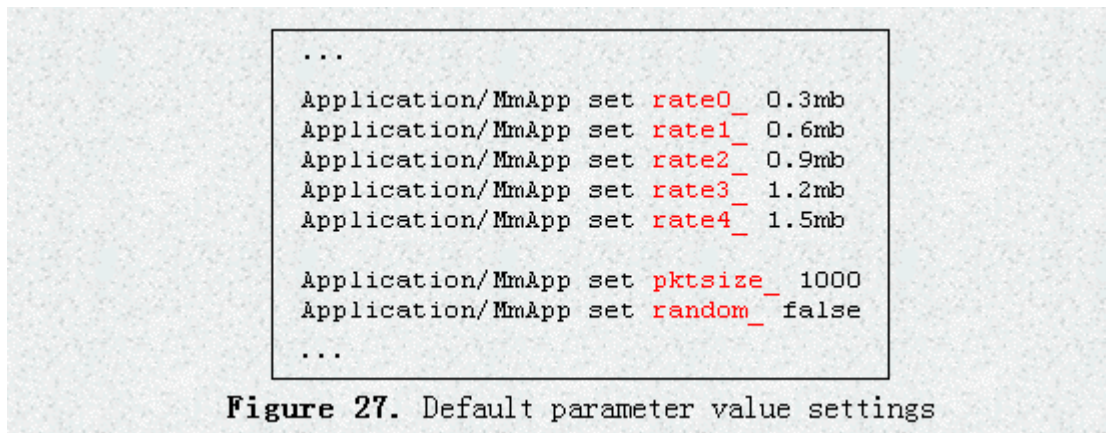 ...
Application/MmApp set rate0_ 0.3mb
Application/MmApp set rate1_ 0.6mb
Application/MmApp set rate2_ 0.9mb
Application/MmApp set rate3_ 1.2mb
Application/MmApp set rate4_ 1.5mb
Application/MmApp set pktsize_ 1000
Application/MmApp set random_ false
...
Figure 27. Default parameter value settings